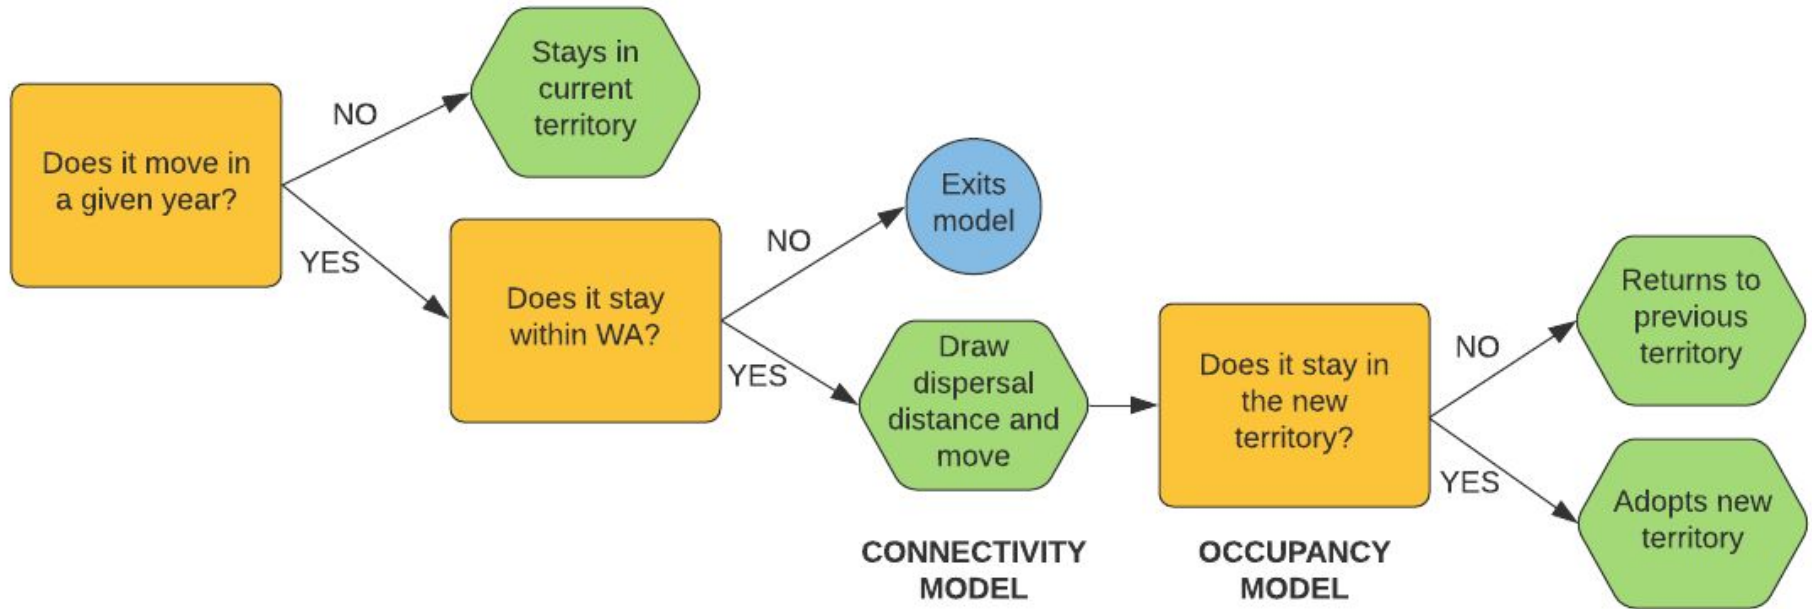 Does it move in
a given year?
NO
YES
Stays in
current
territory
Does it stay
within WA?
NO
YES
Exits
model
Draw
dispersal
distance and
move
CONNECTIVITY
MODEL
Does it stay in
the new
territory?
OCCUPANCY
MODEL
NO
YES
Returns to
previous
territory
Adopts new
territory